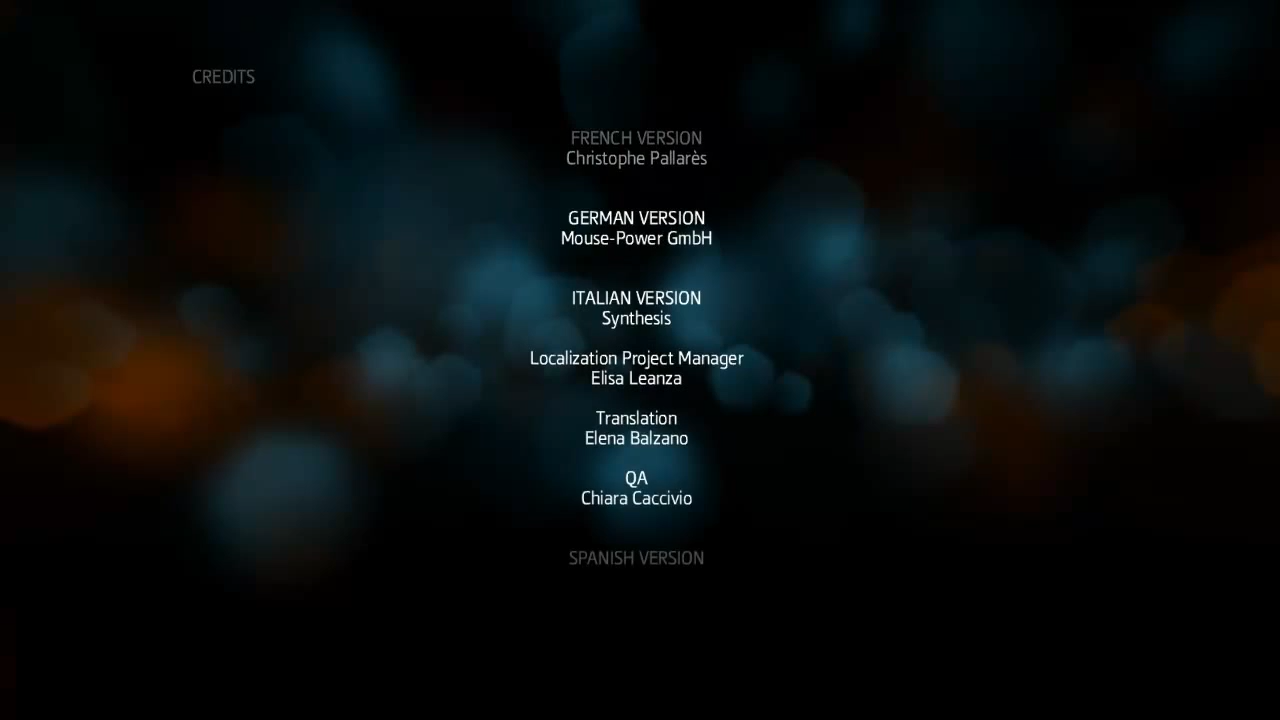 CREDITS
FRENCH VERSION
Christophe Pallarès
GERMAN VERSION
Mouse-Power GmbH
ITALIAN VERSION
Synthesis
Localization Project Manager
Elisa Leanza
Translation
Elena Balzano
QA
Chiara Caccivio
SPANISH VERSION